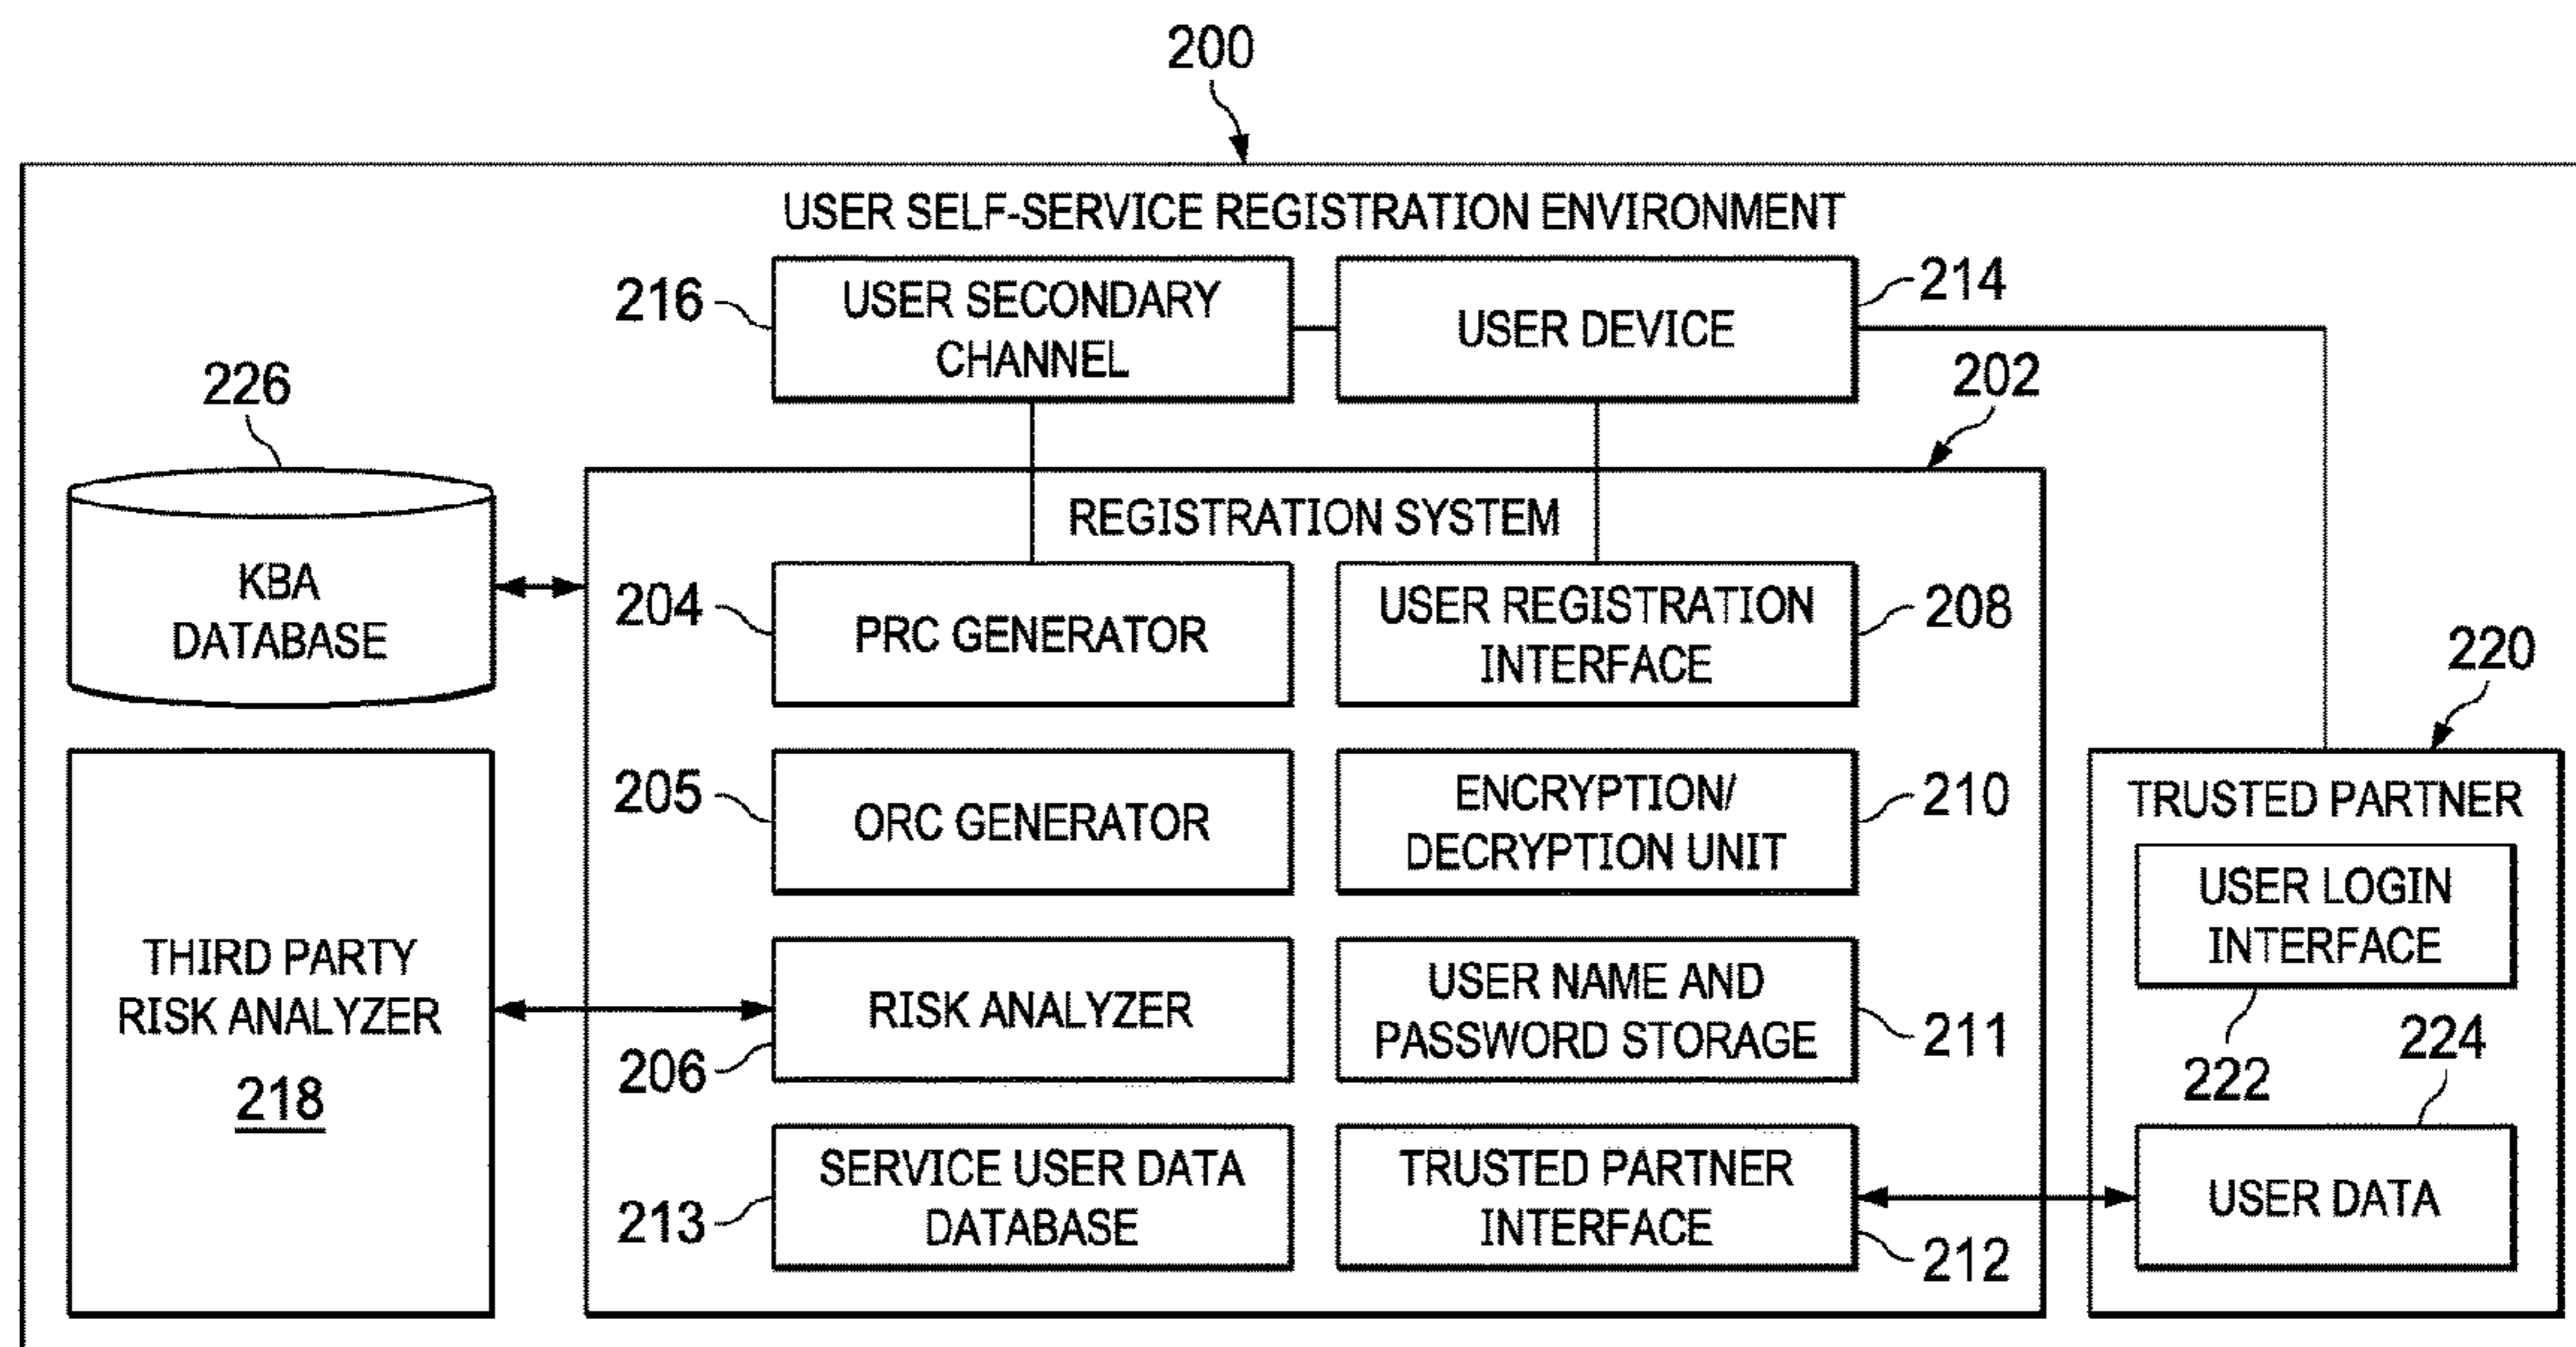 200
USER SELF-SERVICE REGISTRATION ENVIRONMENT
216
USER SECONDARY
CHANNEL
USER DEVICE
214
202
226
KBA
DATABASE
REGISTRATION SYSTEM
204
PRC GENERATOR
USER REGISTRATION
INTERFACE
208
220
205
ORC GENERATOR
ENCRYPTION/
DECRYPTION UNIT
210
TRUSTED PARTNER
USER LOGIN
INTERFACE
222
THIRD PARTY
RISK ANALYZER
218
RISK ANALYZER
206
USER NAME AND
PASSWORD STORAGE
211
224
213
SERVICE USER DATA
DATABASE
TRUSTED PARTNER
INTERFACE
212
USER DATA